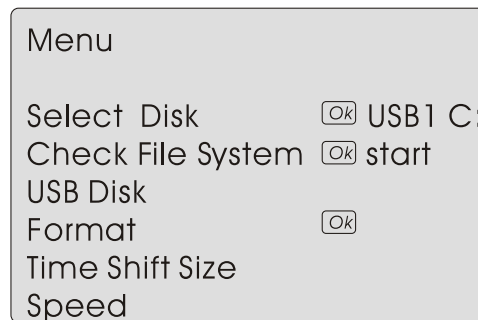 Menu
Select Disk Ok USB1 C:
Check File System Ok start
USB Disk
Format Ok
Time Shift Size
Speed